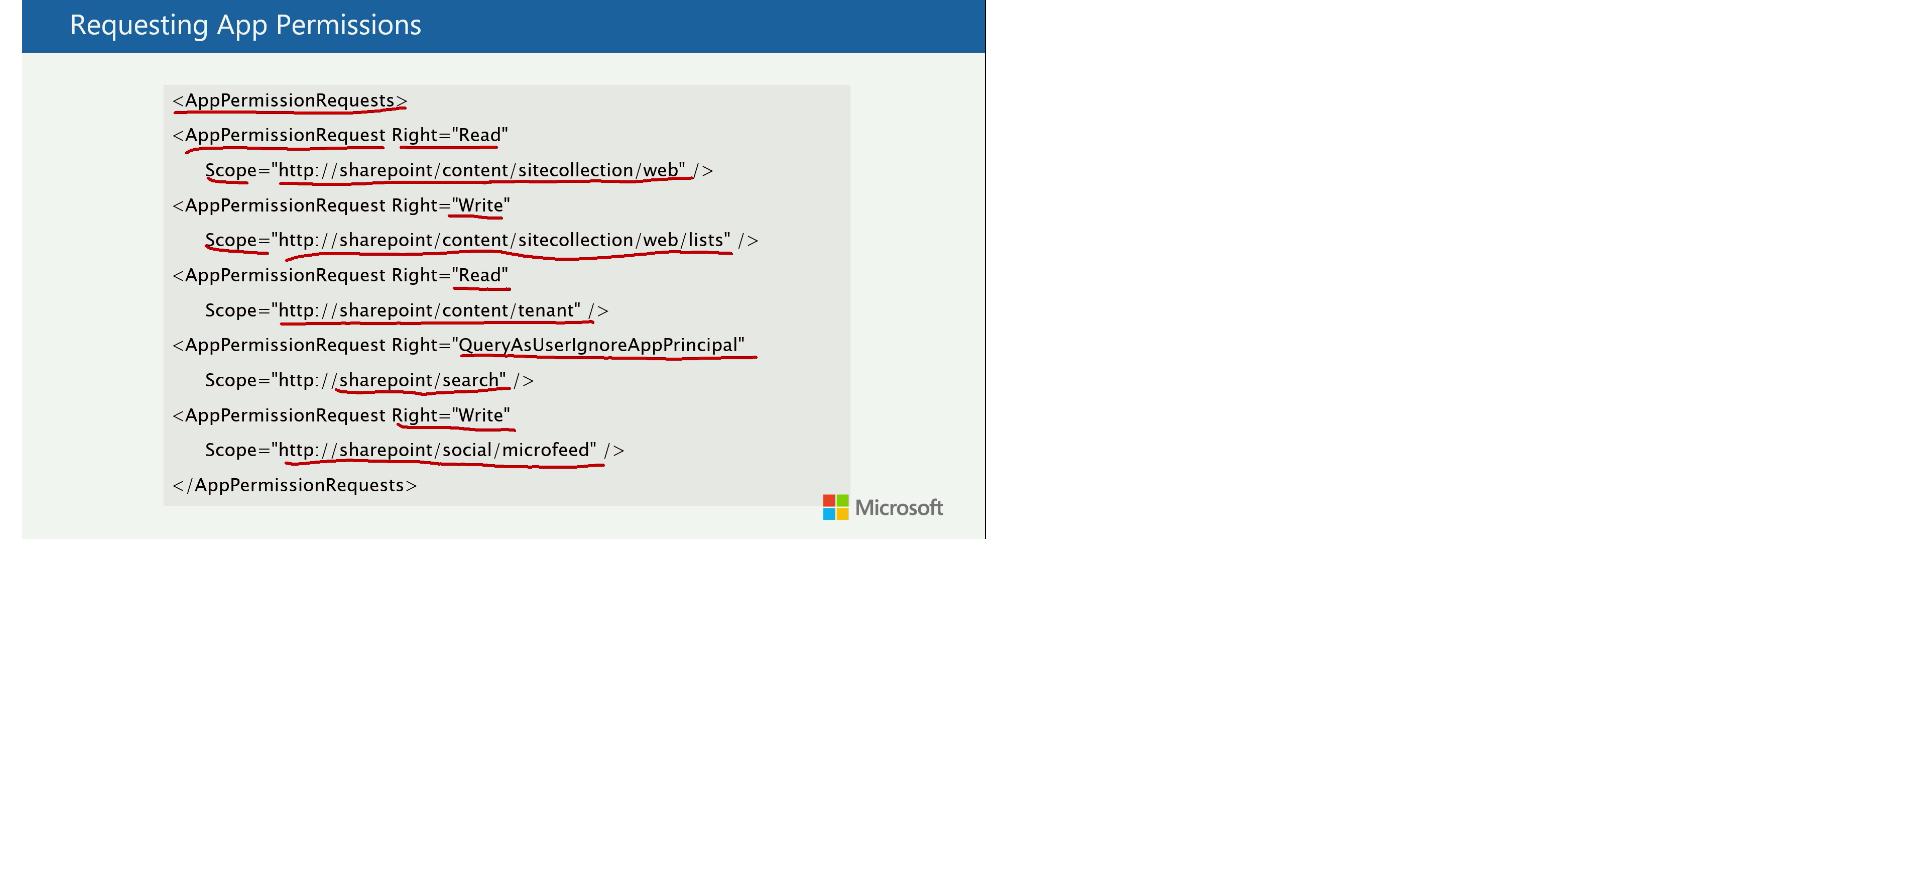 Requesting App Permissions
<AppPermissionRequests>
<AppPermissionRequest Right="Read"
Scope="http://sharepoint/content/sitecollection/web" />
<AppPermissionRequest Right="Write"
Scope="http://sharepoint/content/sitecollection/web/lists" />
<AppPermissionRequest Right="Read"
Scope="http://sharepoint/content/tenant" />
<AppPermissionRequest Right="QueryAsUserIgnoreAppPrincipal"
Scope="http://sharepoint/search" />
<AppPermissionRequest Right="Write"
Scope="http://sharepoint/social/microfeed" />
</AppPermissionRequests>
Microsoft